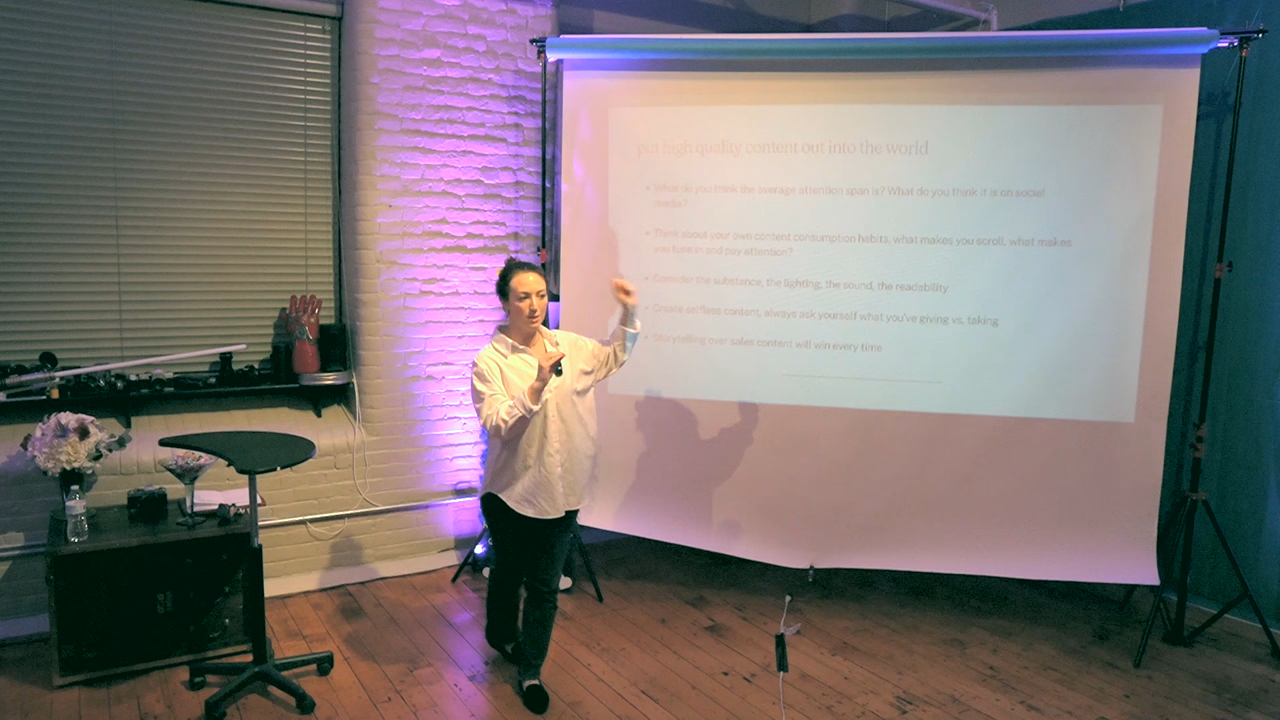 put high quality content out into the world
• What do you think the average attention span is? What do you think it is on social
media?
• Think about your own content consumption habits, what makes you scroll, what makes
you tune in and pay attention?
• Consider the substance, the lighting, the sound, the readability
• Create selfless content, always ask yourself what you've giving vs. taking
• Storytelling over sales content will win every time